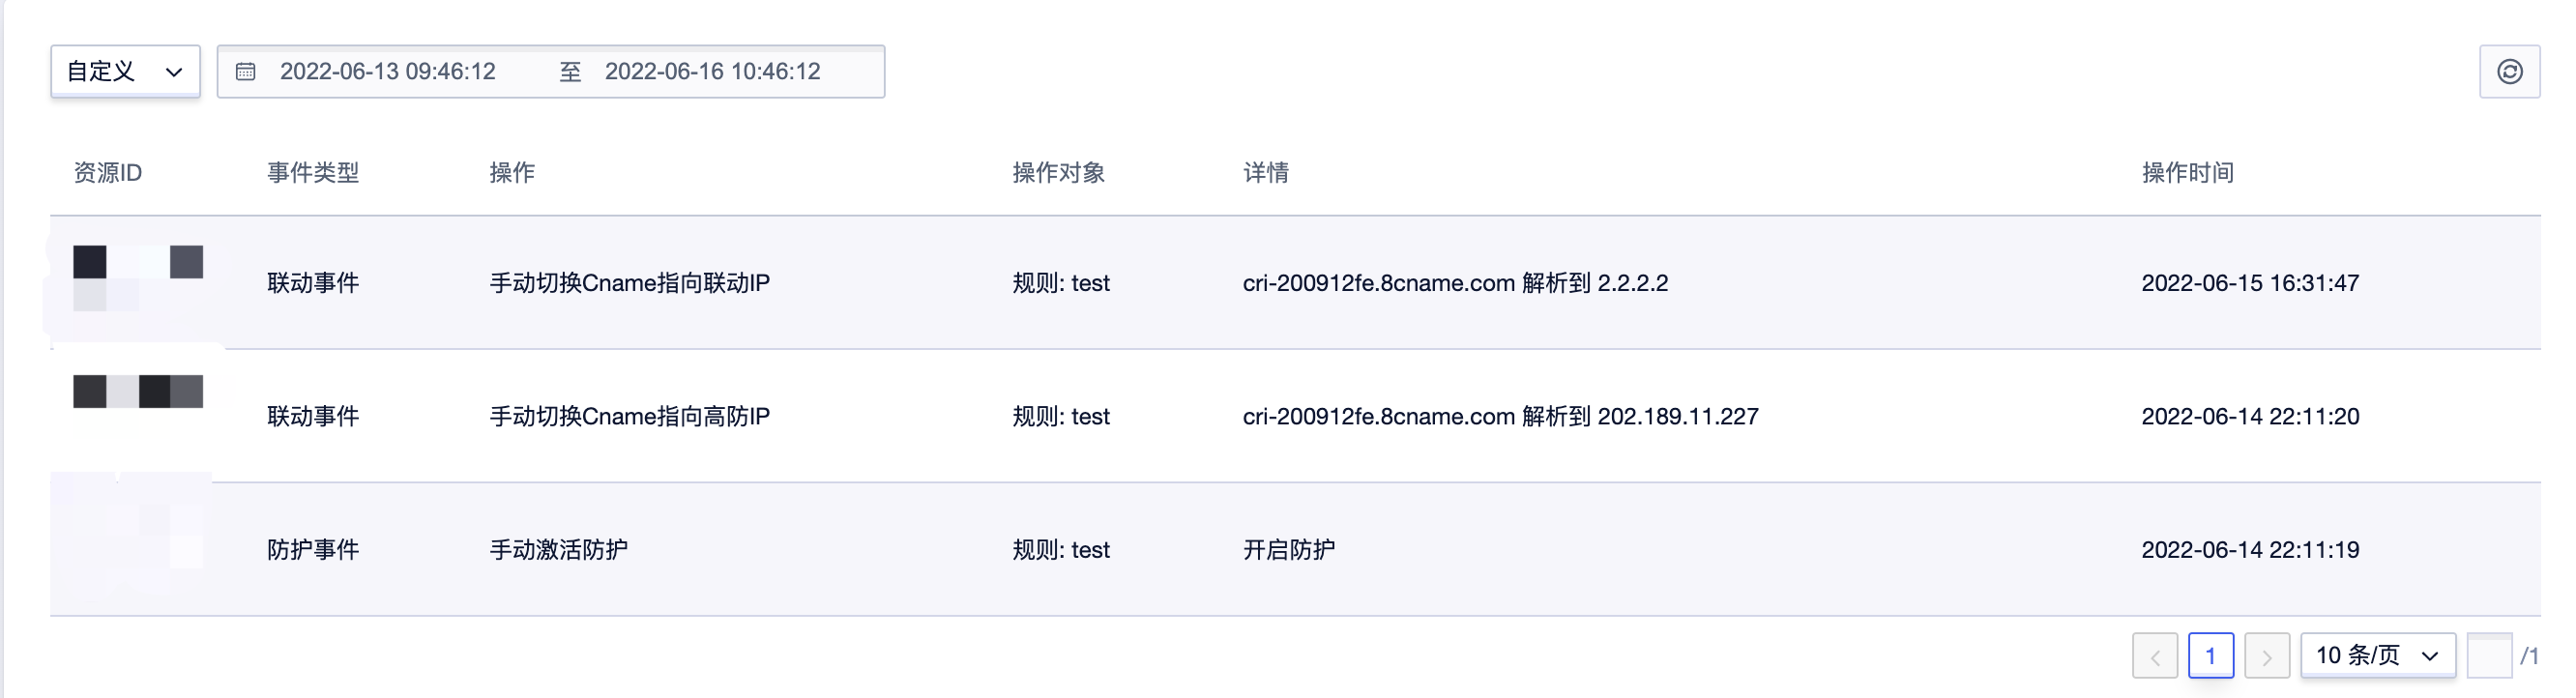 自定义 2022-06-13 09:46:12 至 2022-06-16 10:46:12
资源ID 事件类型 操作 操作对象 详情 操作时间
联动事件 手动切换Cname指向联动IP 规则: test cri-200912fe.8cname.com 解析到 2.2.2.2 2022-06-15 16:31:47
联动事件 手动切换Cname指向高防IP 规则: test cri-200912fe.8cname.com 解析到 202.189.11.227 2022-06-14 22:11:20
防护事件 手动激活防护 规则: test 开启防护 2022-06-14 22:11:19
1 10 条/页 /1